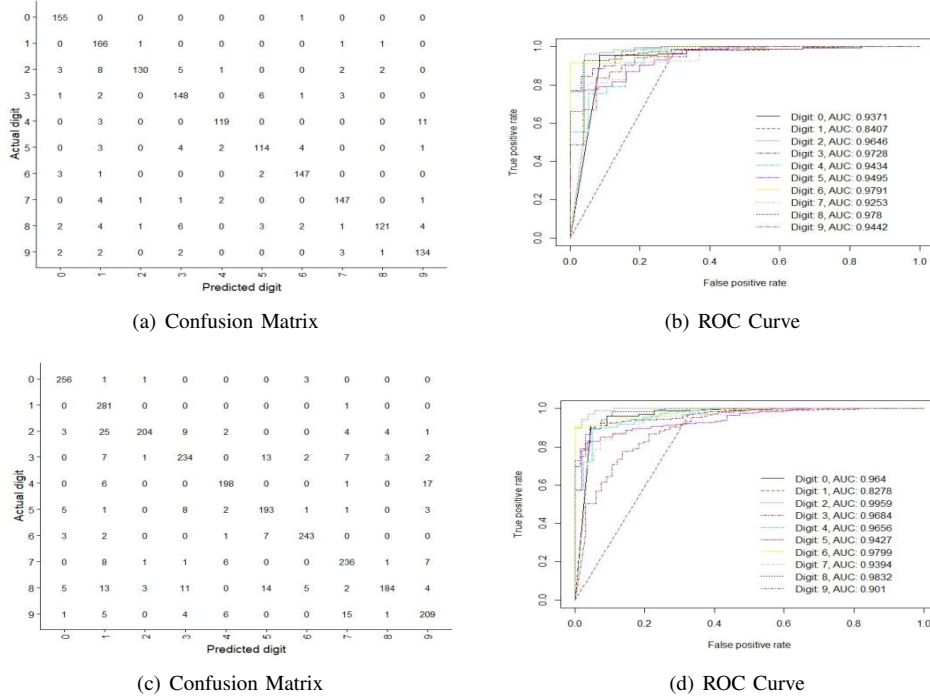 Actual digit
0 155 0 0 0 0 0 1 0 0 0
1 0 166 1 0 0 0 0 1 1 0
2 3 8 130 5 1 0 0 2 2 0
3 1 2 0 148 0 6 1 3 0 0
4 0 3 0 0 119 0 0 0 0 11
5 0 3 0 4 2 114 4 0 0 1
6 3 1 0 0 0 2 147 0 0 0
7 0 4 1 1 2 0 0 147 0 1
8 2 4 1 6 0 3 2 1 121 4
9 2 2 0 2 0 0 0 3 1 134
0 1 2 3 4 5 6 7 8 9
Predicted digit
(a) Confusion Matrix
True positive rate
1.0
0.8
0.6
0.4
0.2
0.0
Digit: 0, AUC: 0.9371
Digit: 1, AUC: 0.8407
Digit: 2, AUC: 0.9646
Digit: 3, AUC: 0.9728
Digit: 4, AUC: 0.9434
Digit: 5, AUC: 0.9495
Digit: 6, AUC: 0.9791
Digit: 7, AUC: 0.9253
Digit: 8, AUC: 0.978
Digit: 9, AUC: 0.9442
0.0 0.2 0.4 0.6 0.8 1.0
False positive rate
(b) ROC Curve
Actual digit
0 256 1 1 0 0 0 3 0 0 0
1 0 281 0 0 0 0 0 1 0 0
2 3 25 204 9 2 0 0 4 4 1
3 0 7 1 234 0 13 2 7 3 2
4 0 6 0 0 198 0 0 1 0 17
5 5 1 0 8 2 193 1 1 0 3
6 3 2 0 0 1 7 243 0 0 0
7 0 8 1 1 6 0 0 236 1 7
8 5 13 3 11 0 14 5 2 184 4
9 1 5 0 4 6 0 0 15 1 209
0 1 2 3 4 5 6 7 8 9
Predicted digit
(c) Confusion Matrix
True positive rate
1.0
0.8
0.6
0.4
0.2
0.0
Digit: 0, AUC: 0.964
Digit: 1, AUC: 0.8278
Digit: 2, AUC: 0.9959
Digit: 3, AUC: 0.9684
Digit: 4, AUC: 0.9656
Digit: 5, AUC: 0.9427
Digit: 6, AUC: 0.9799
Digit: 7, AUC: 0.9394
Digit: 8, AUC: 0.9832
Digit: 9, AUC: 0.901
0.0 0.2 0.4 0.6 0.8 1.0
False positive rate
(d) ROC Curve